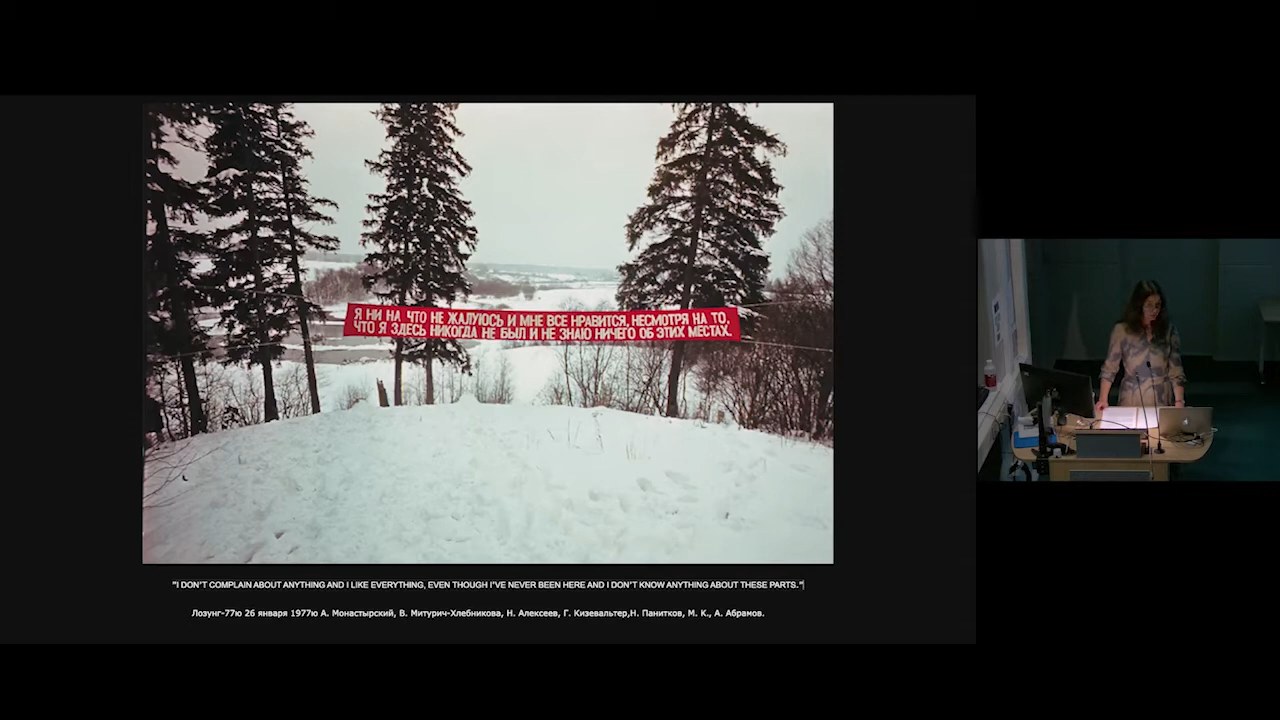 Я НИ НА ЧТО НЕ ЖАЛУЮСЬ И МНЕ ВСЕ НРАВИТСЯ, НЕСМОТРЯ НА ТО,
ЧТО Я ЗДЕСЬ НИКОГДА НЕ БЫЛ И НЕ ЗНАЮ НИЧЕГО ОБ ЭТИХ МЕСТАХ.
"I DON'T COMPLAIN ABOUT ANYTHING AND I LIKE EVERYTHING, EVEN THOUGH I'VE NEVER BEEN HERE AND I DON'T KNOW ANYTHING ABOUT THESE PARTS."
Лозунг-77ю 26 января 1977ю А. Монастырский, В. Митурич-Хлебникова, Н. Алексеев, Г. Кизевальтер,Н. Панитков, М. К., А. Абрамов.